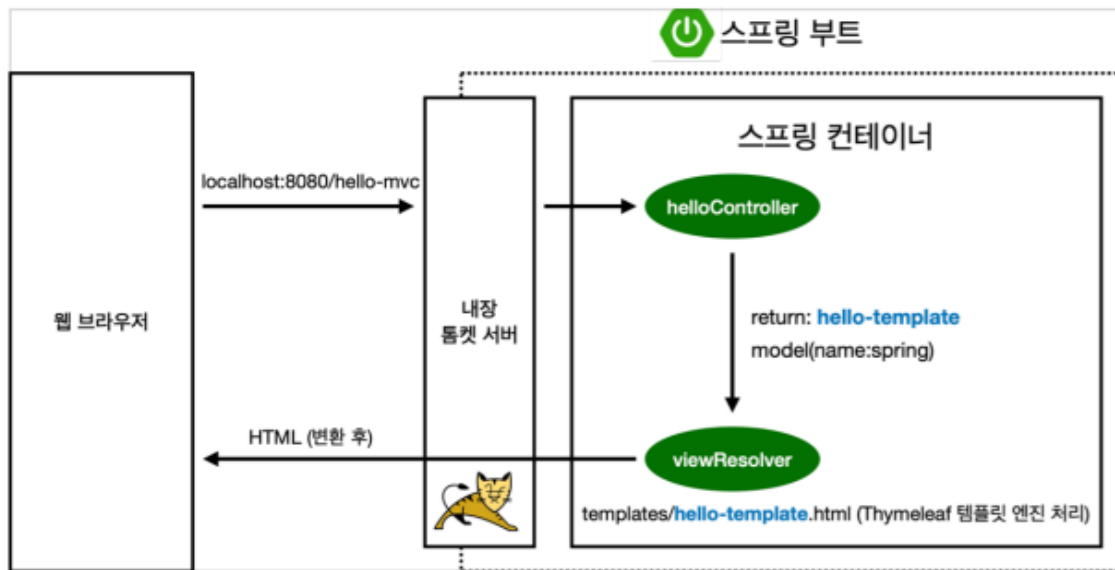 스프링 부트
스프링 컨테이너
localhost:8080/hello-mvc
helloController
웹 브라우저
내장
톰켓 서버
return: hello-template
model(name:spring)
HTML (변환 후)
viewResolver
templates/hello-template.html (Thymeleaf 템플릿 엔진 처리)